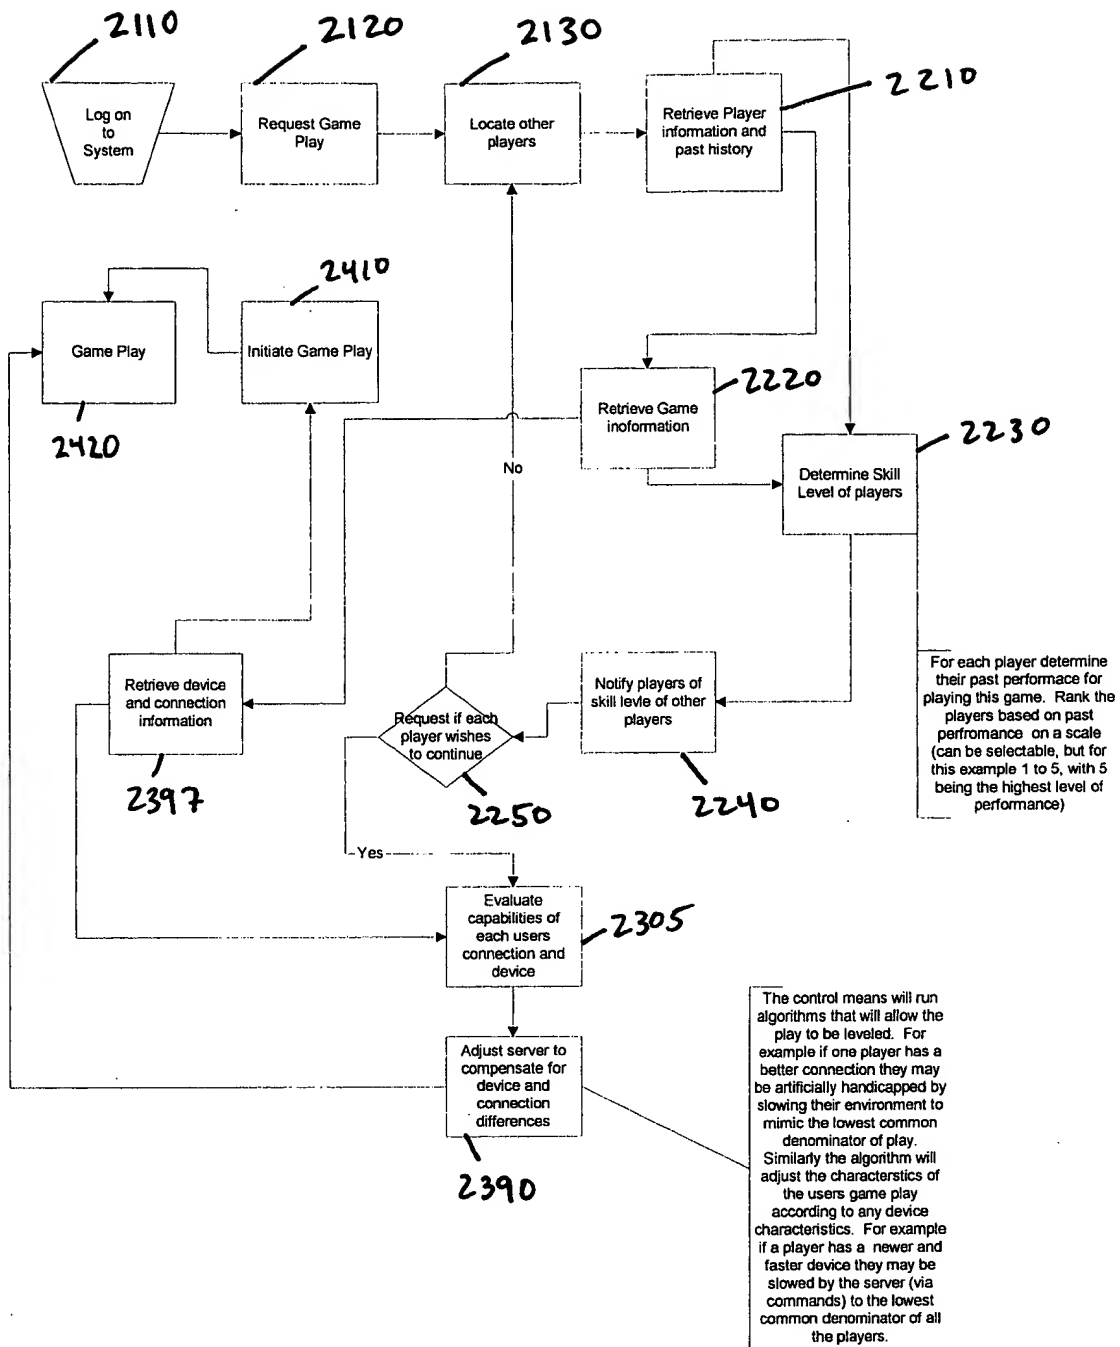 2110
2120
2130
2210
Log on
to
System
Request Game
Play
Locate other
players
Retrieve Player
information and
past history
2410
Game Play
Initiate Game Play
2420
2220
Retrieve Game
inoformation
2230
Determine Skill
Level of players
No
Retrieve device
and connection
information
2397
Request if each
player wishes
to continue
2250
Notify players of
skill levle of other
players
2240
For each player determine
their past performace for
playing this game. Rank the
players based on past
perfromance on a scale
(can be selectable, but for
this example 1 to 5, with 5
being the highest level of
performance)
Yes
Evaluate
capabilities of
each users
connection and
device
2305
Adjust server to
compensate for
device and
connection
differences
2390
The control means will run
algorithms that will allow the
play to be leveled. For
example if one player has a
better connection they may
be artificially handicapped by
slowing their environment to
mimic the lowest common
denominator of play.
Similarly the algorithm will
adjust the characterstics of
the users game play
according to any device
characteristics. For example
if a player has a newer and
faster device they may be
slowed by the server (via
commands) to the lowest
common denominator of all
the players.